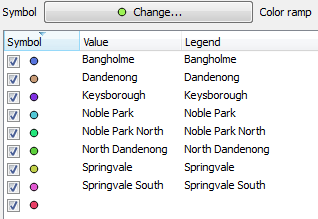 Symbol Change... Color ramp
Symbol Value Legend
Bangholme Bangholme
Dandenong Dandenong
Keysborough Keysborough
Noble Park Noble Park
Noble Park North Noble Park North
North Dandenong North Dandenong
Springvale Springvale
Springvale South Springvale South